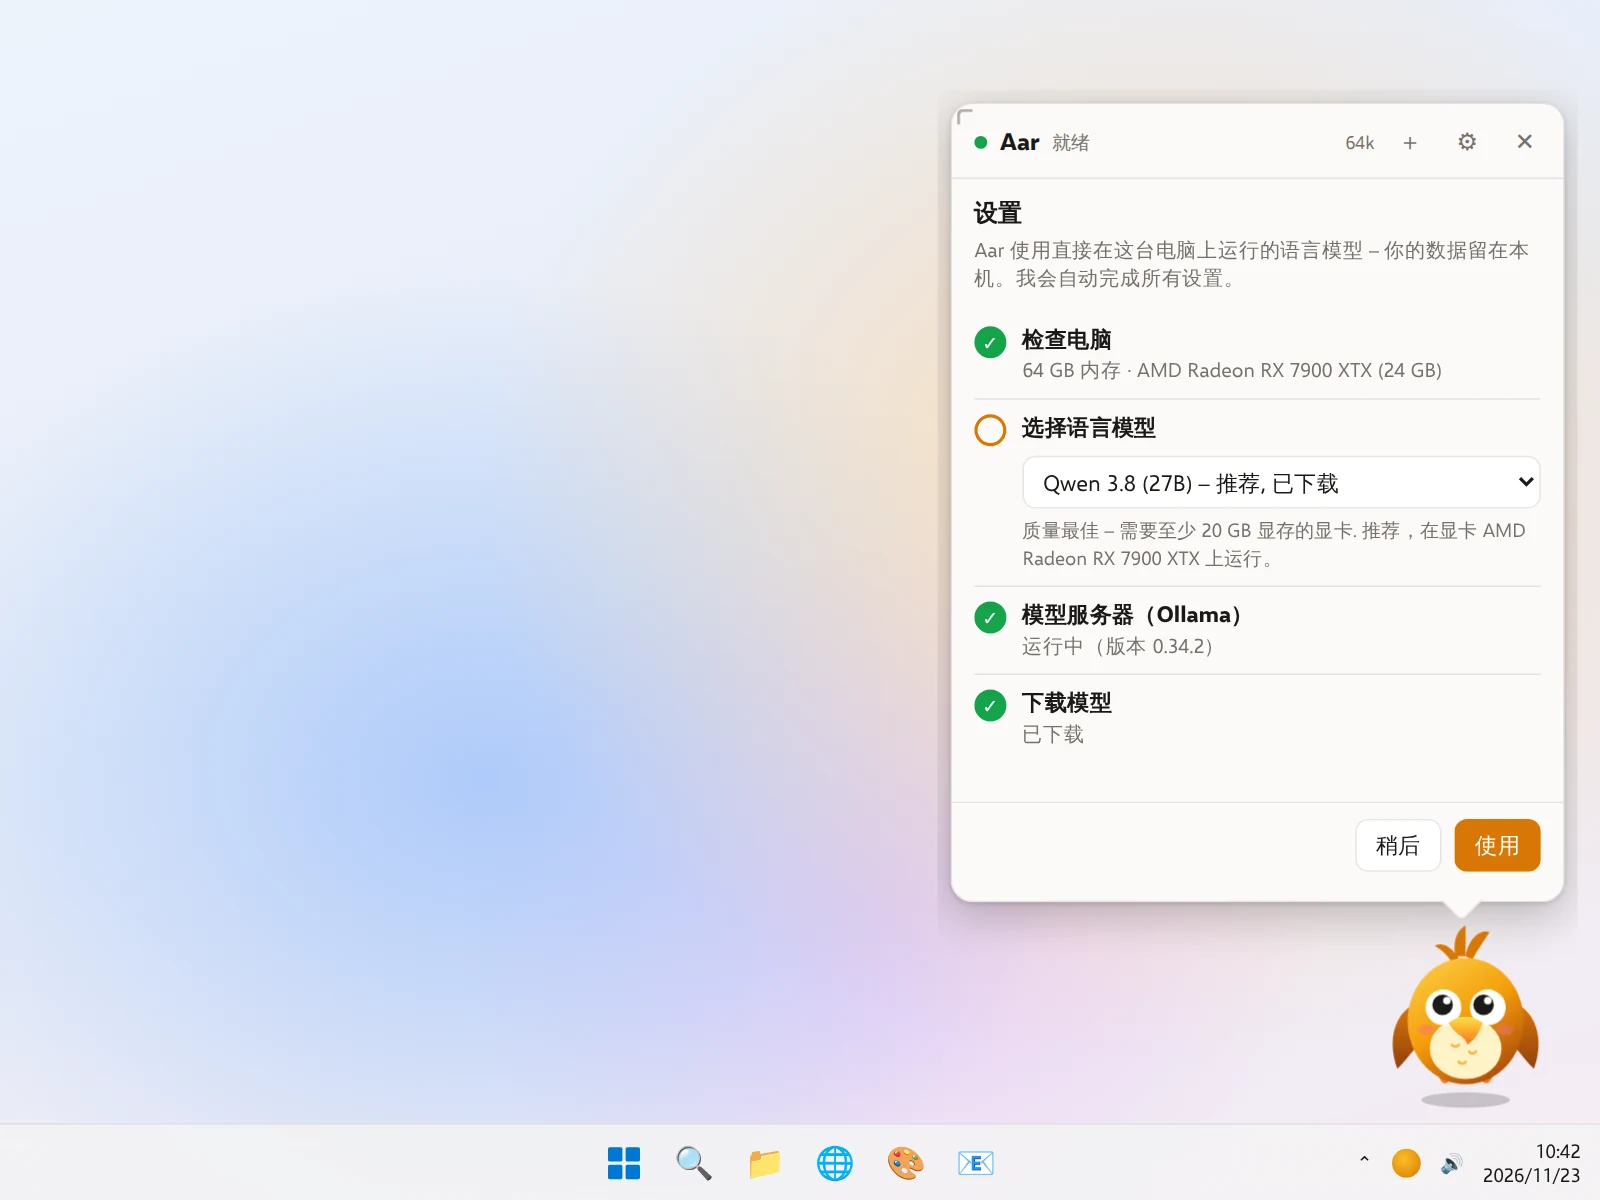 Aar 就绪 64k + ⚙ ✕
设置
Aar 使用直接在这台电脑上运行的语言模型 – 你的数据留在本
机。我会自动完成所有设置。
✓ 检查电脑
64 GB 内存 · AMD Radeon RX 7900 XTX (24 GB)
选择语言模型
Qwen 3.8 (27B) – 推荐, 已下载
质量最佳 – 需要至少 20 GB 显存的显卡. 推荐，在显卡 AMD
Radeon RX 7900 XTX 上运行。
✓ 模型服务器（Ollama）
运行中（版本 0.34.2）
✓ 下载模型
已下载
稍后 使用
10:42
2026/11/23